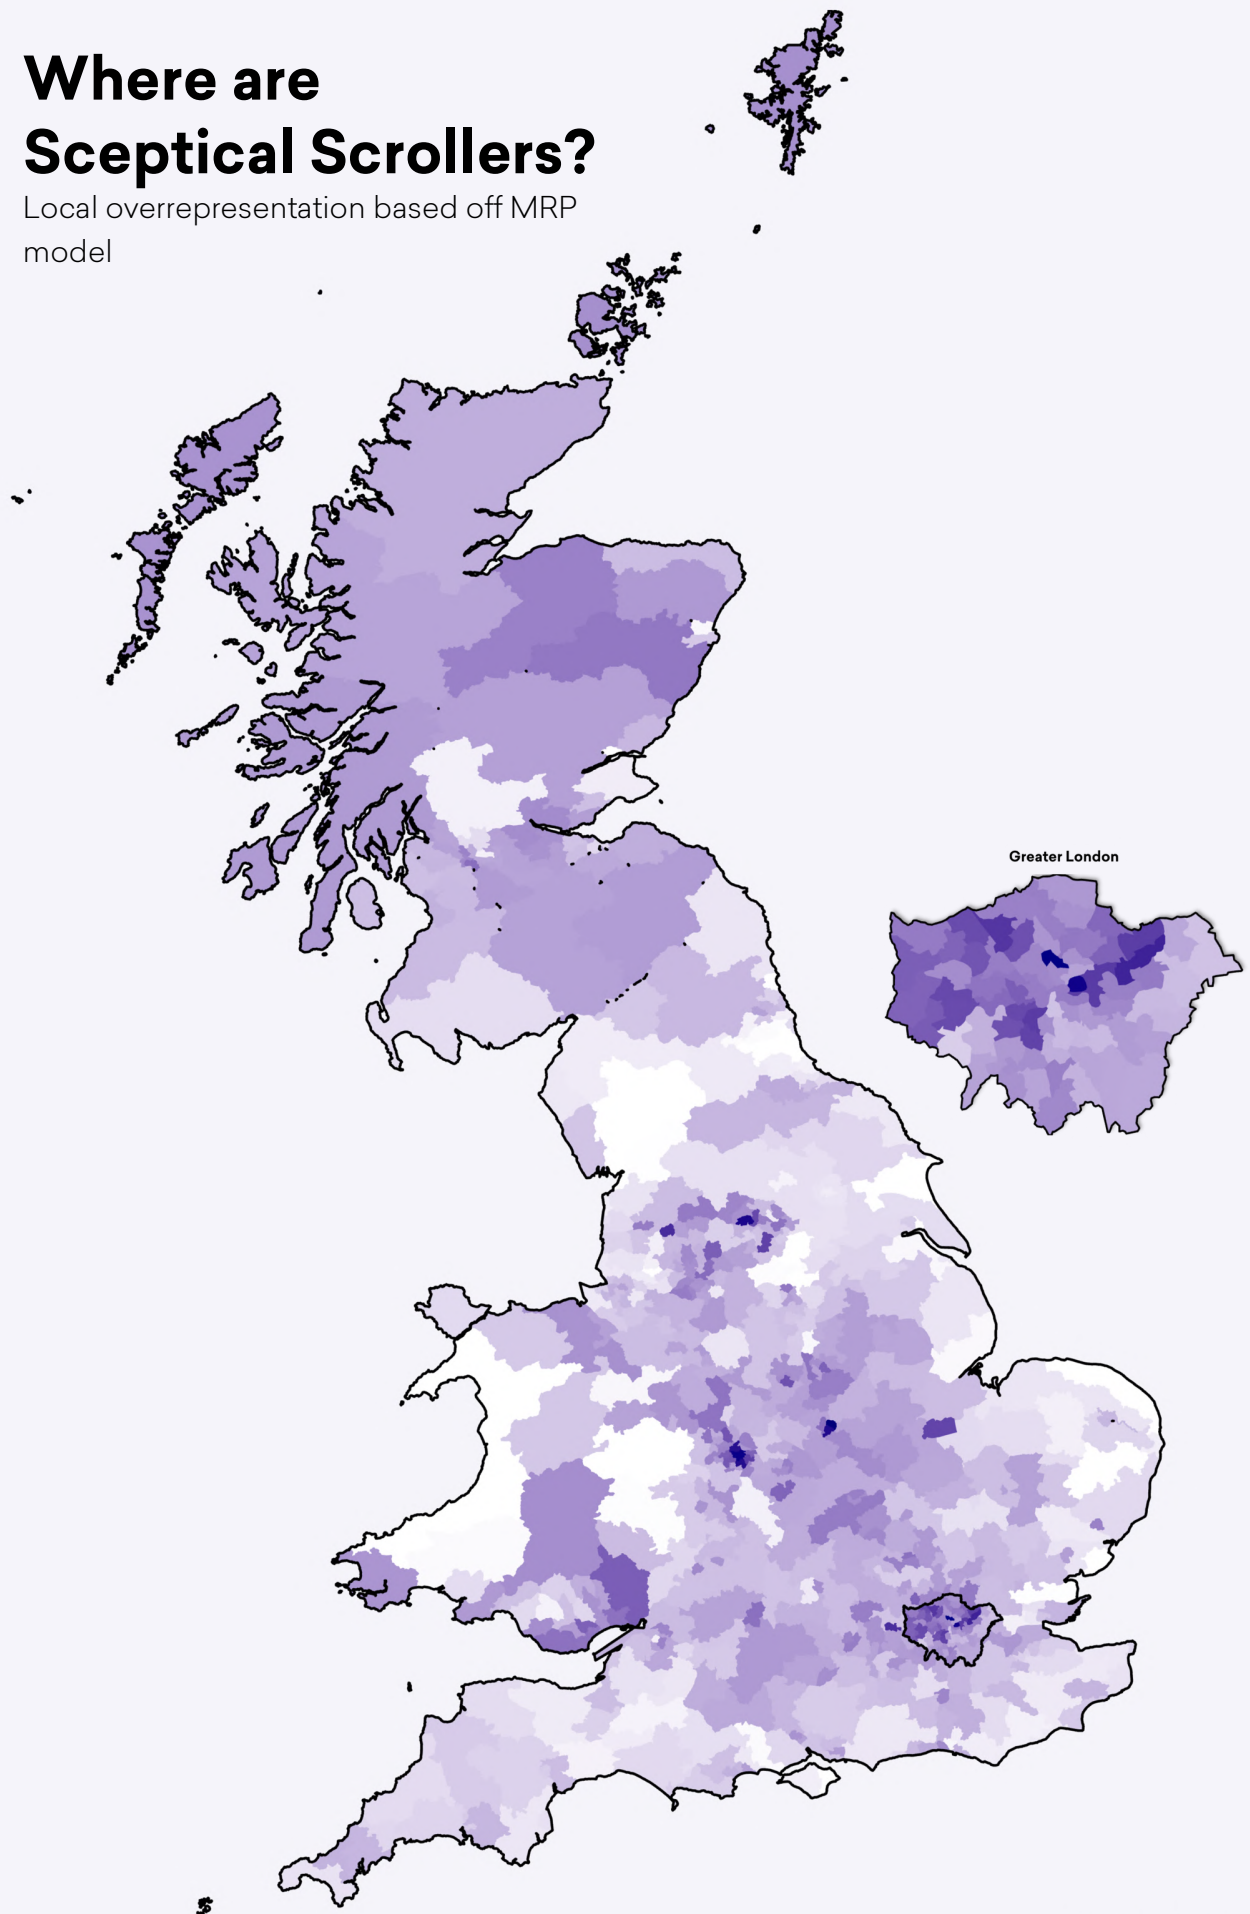 Where are
Sceptical Scrollers?
Local overrepresentation based off MRP
model
Greater London